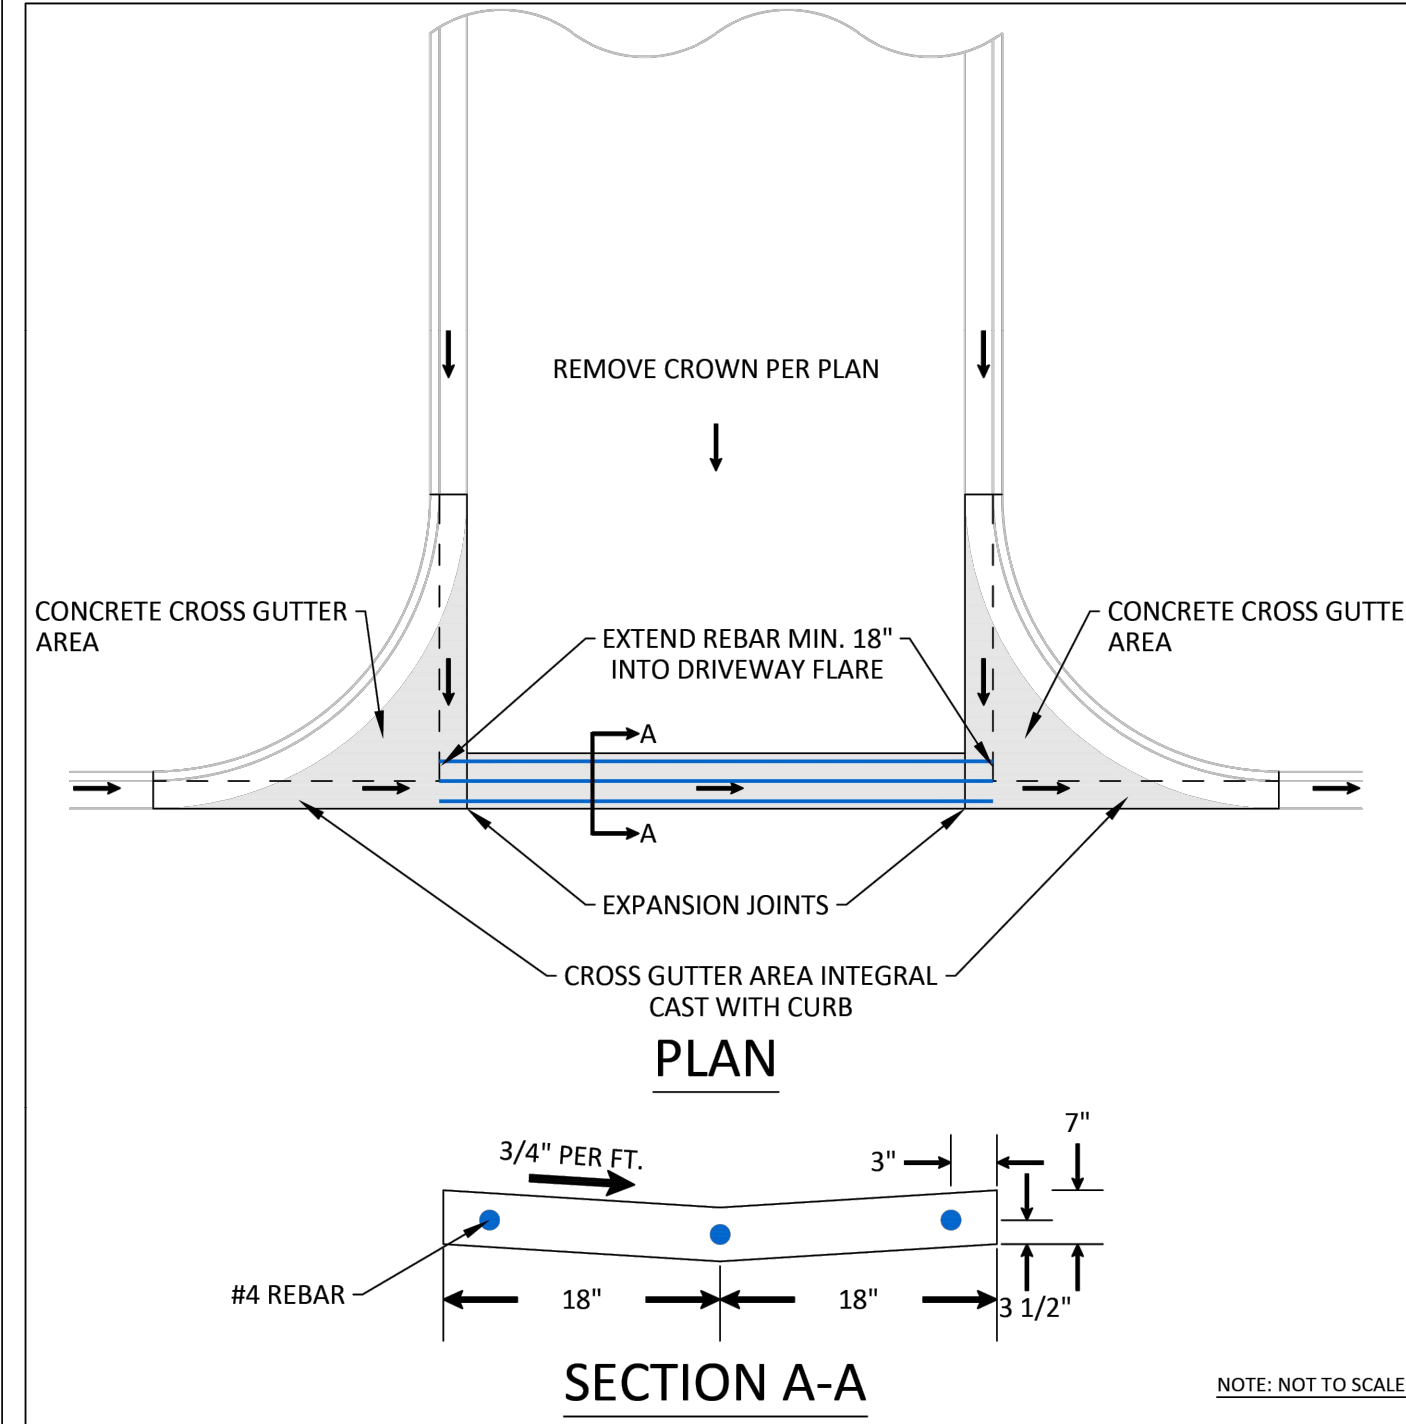 REMOVE CROWN PER PLAN
CONCRETE CROSS GUTTER
AREA
EXTEND REBAR MIN. 18"
INTO DRIVEWAY FLARE
CONCRETE CROSS GUTTE
AREA
A
A
EXPANSION JOINTS
CROSS GUTTER AREA INTEGRAL
CAST WITH CURB
PLAN
3/4" PER FT.
3"
7"
#4 REBAR
18"
18"
3 1/2"
SECTION A-A
NOTE: NOT TO SCALE